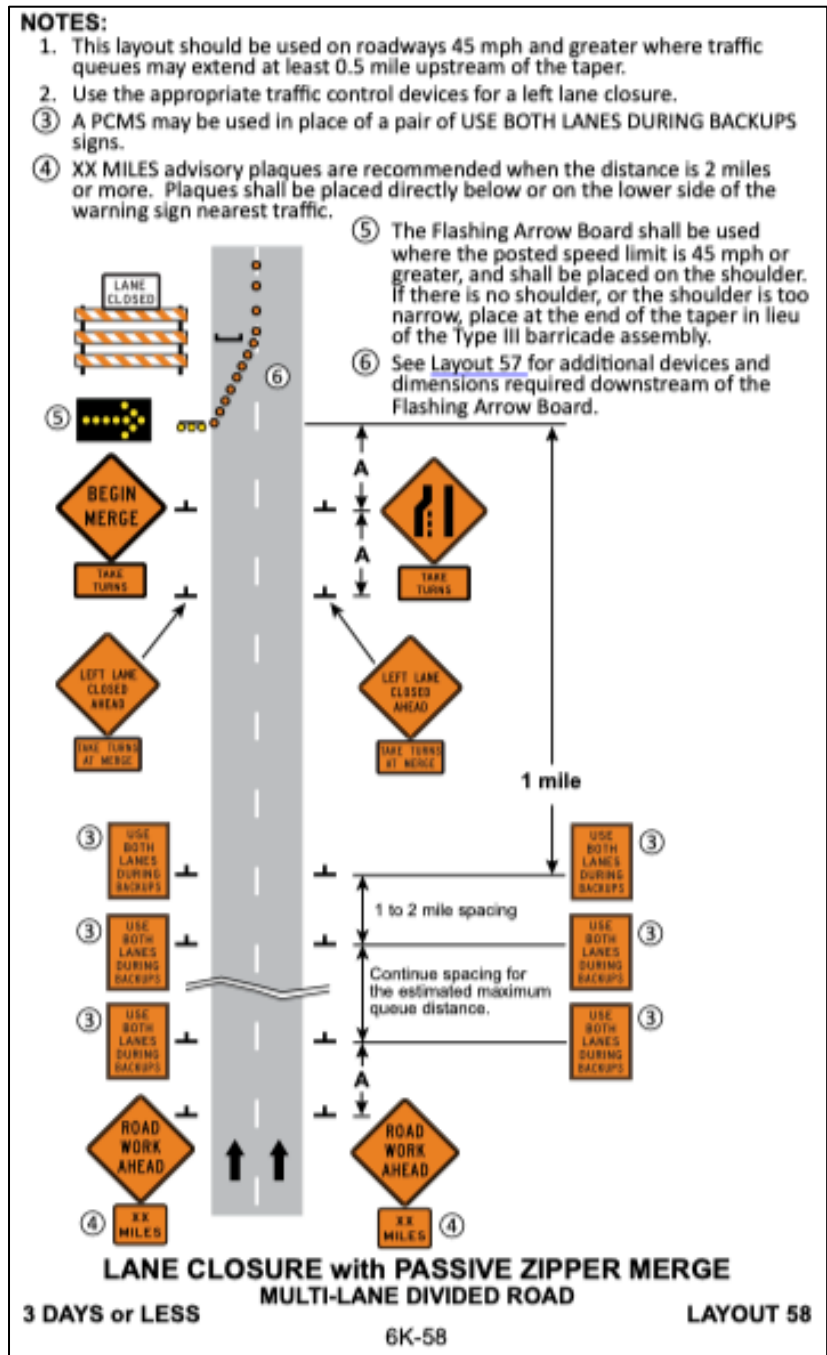 NOTES:
1. This layout should be used on roadways 45 mph and greater where traffic
queues may extend at least 0.5 mile upstream of the taper.
2. Use the appropriate traffic control devices for a left lane closure.
③ A PCMS may be used in place of a pair of USE BOTH LANES DURING BACKUPS
signs.
④ XX MILES advisory plaques are recommended when the distance is 2 miles
or more. Plaques shall be placed directly below or on the lower side of the
warning sign nearest traffic.
⑤ The Flashing Arrow Board shall be used
where the posted speed limit is 45 mph or
greater, and shall be placed on the shoulder.
If there is no shoulder, or the shoulder is too
narrow, place at the end of the taper in lieu
of the Type III barricade assembly.
⑥ See Layout 57 for additional devices and
dimensions required downstream of the
Flashing Arrow Board.
LANE
CLOSED
⑥
⑤
A
BEGIN
MERGE
TAKE
TURNS
A
TAKE
TURNS
LEFT LANE
CLOSED
AHEAD
TAKE TURNS
AT MERGE
LEFT LANE
CLOSED
AHEAD
TAKE TURNS
AT MERGE
1 mile
③
USE
BOTH
LANES
DURING
BACKUPS
USE
BOTH
LANES
DURING
BACKUPS
③
1 to 2 mile spacing
③
USE
BOTH
LANES
DURING
BACKUPS
USE
BOTH
LANES
DURING
BACKUPS
③
Continue spacing for
the estimated maximum
queue distance.
③
USE
BOTH
LANES
DURING
BACKUPS
USE
BOTH
LANES
DURING
BACKUPS
③
A
ROAD
WORK
AHEAD
XX
MILES
④
ROAD
WORK
AHEAD
XX
MILES
④
LANE CLOSURE with PASSIVE ZIPPER MERGE
MULTI-LANE DIVIDED ROAD
3 DAYS or LESS
LAYOUT 58
6K-58